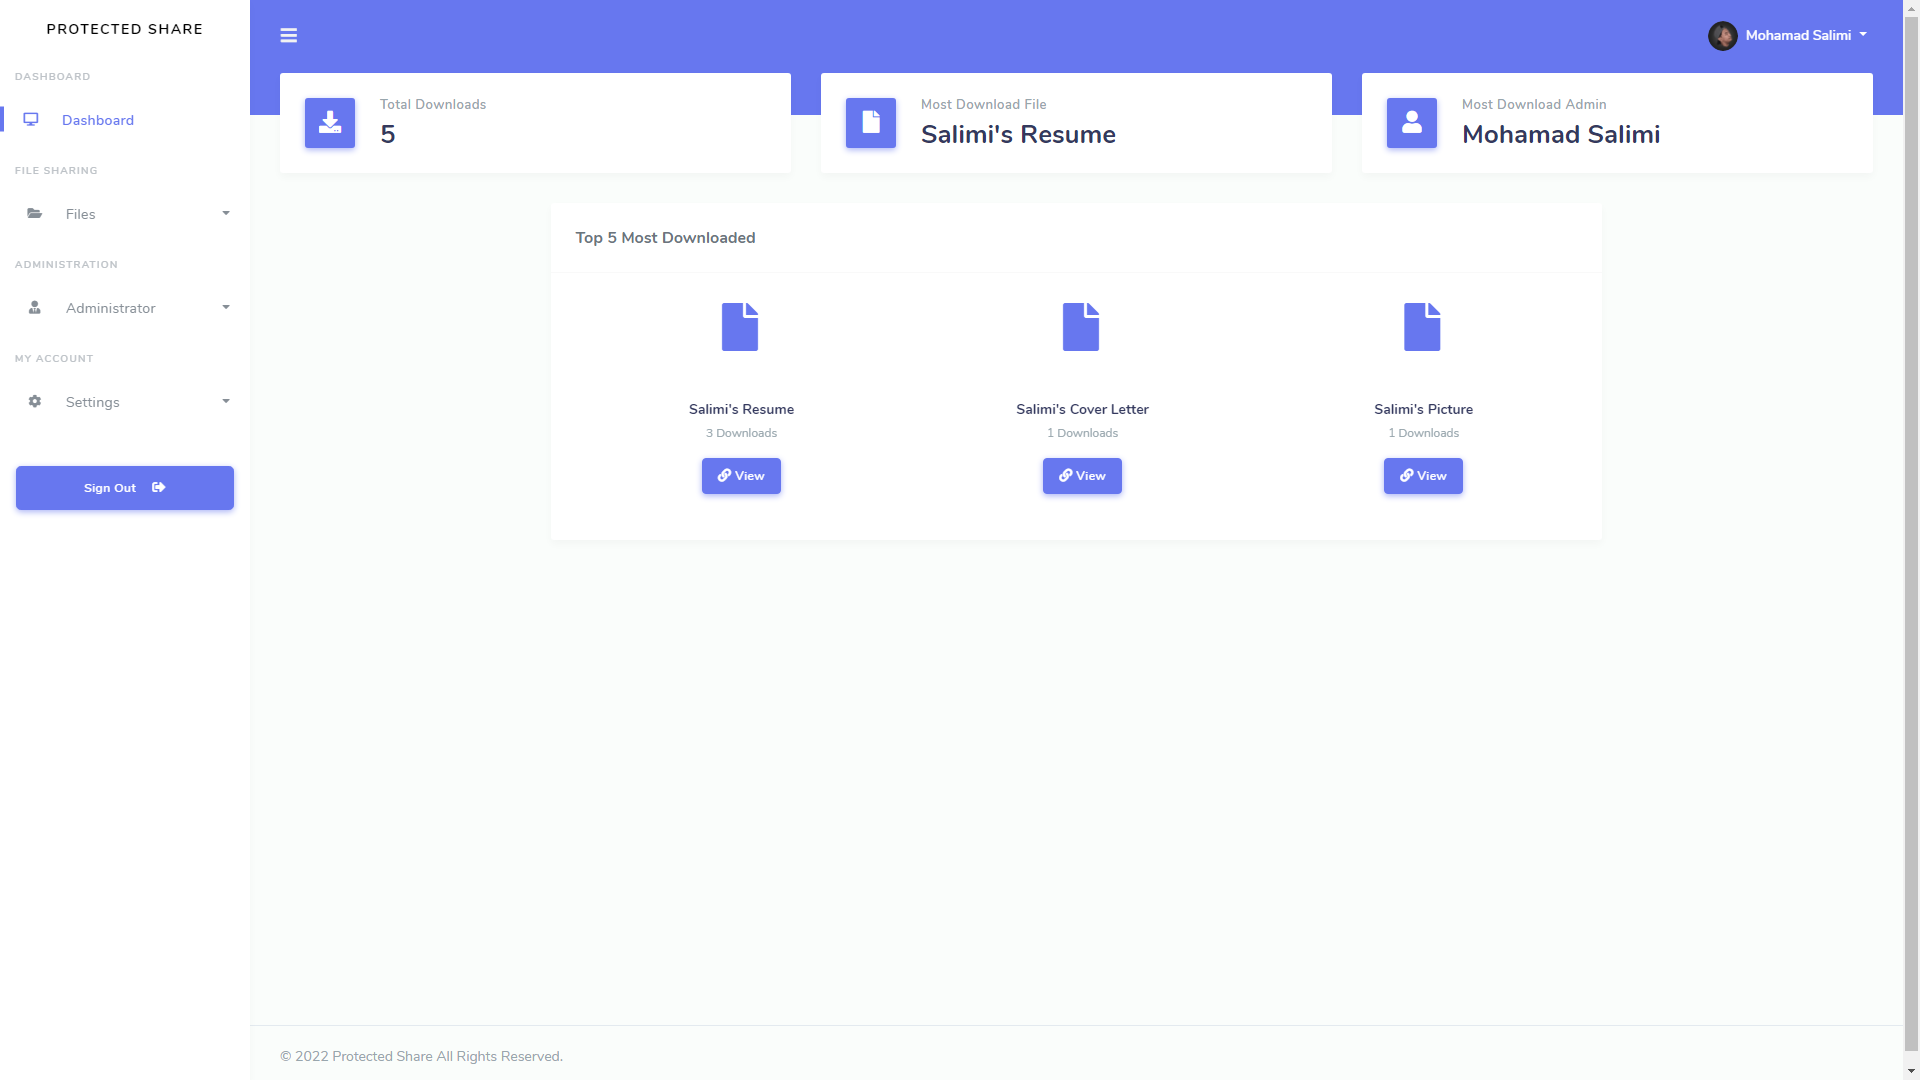 PROTECTED SHARE
Mohamad Salimi
DASHBOARD
Dashboard
FILE SHARING
Files
ADMINISTRATION
Administrator
MY ACCOUNT
Settings
Sign Out
Total Downloads
5
Most Download File
Salimi's Resume
Most Download Admin
Mohamad Salimi
Top 5 Most Downloaded
Salimi's Resume
3 Downloads
View
Salimi's Cover Letter
1 Downloads
View
Salimi's Picture
1 Downloads
View
© 2022 Protected Share All Rights Reserved.